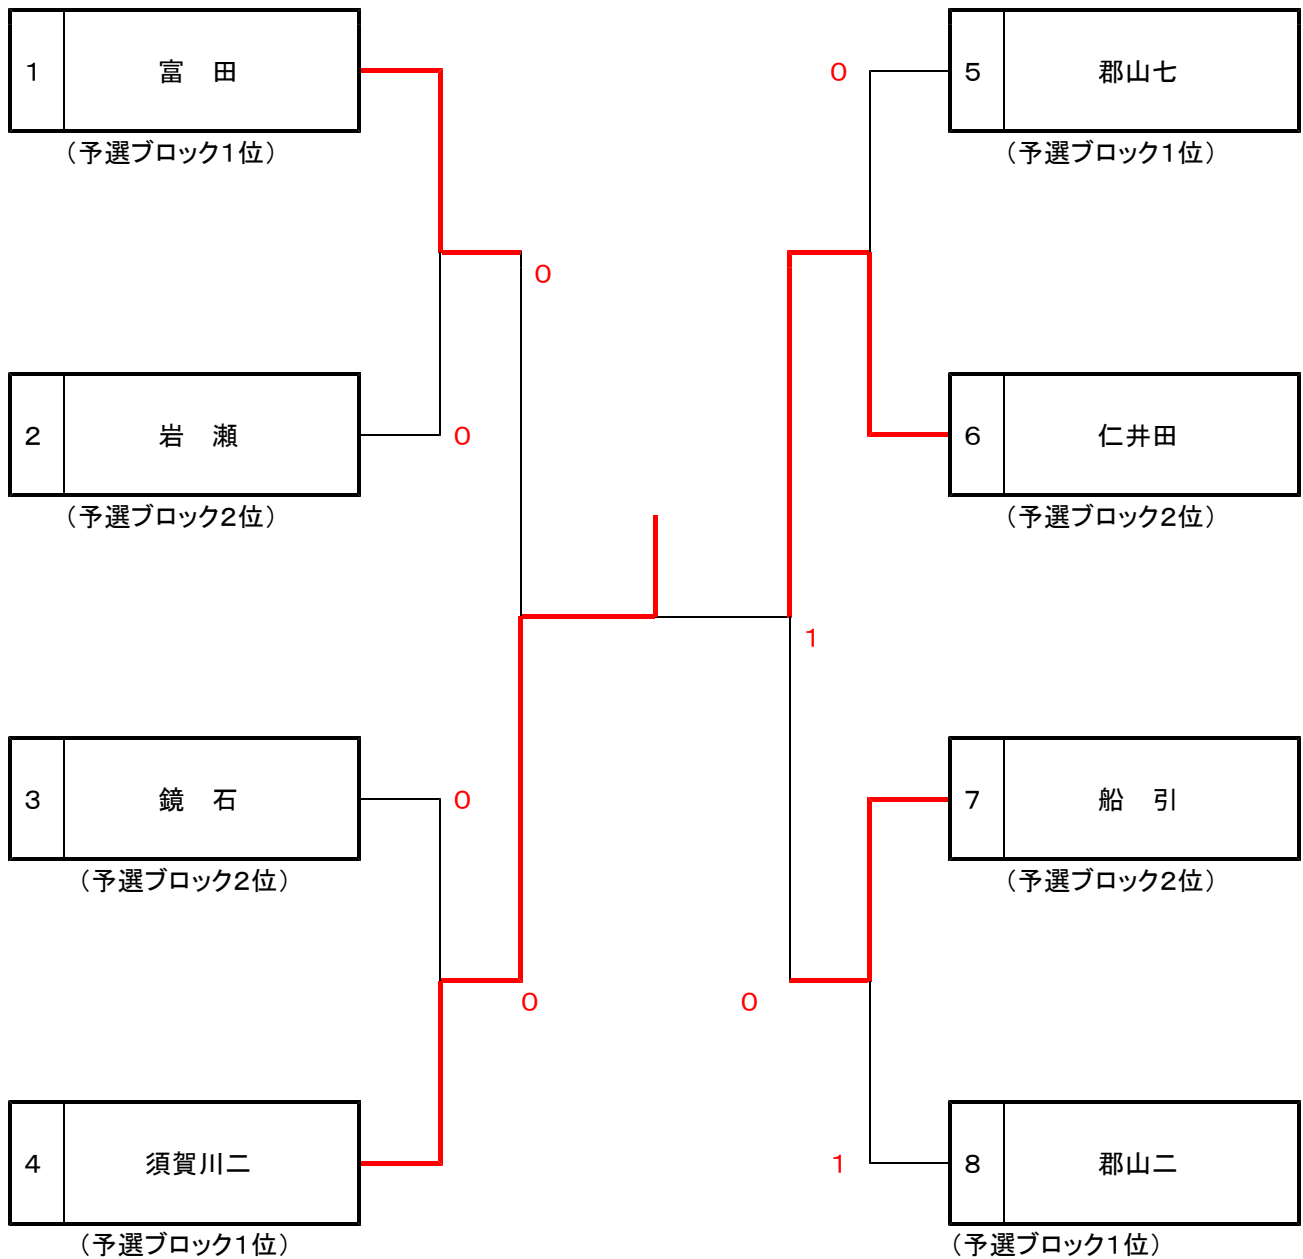 1 富　田
（予選ブロック1位）
0
5 郡山七
（予選ブロック1位）
0
2 岩　瀬
（予選ブロック2位）
0
6 仁井田
（予選ブロック2位）
1
3 鏡　石
（予選ブロック2位）
0
7 船　引
（予選ブロック2位）
0
0
4 須賀川二
（予選ブロック1位）
1
8 郡山二
（予選ブロック1位）